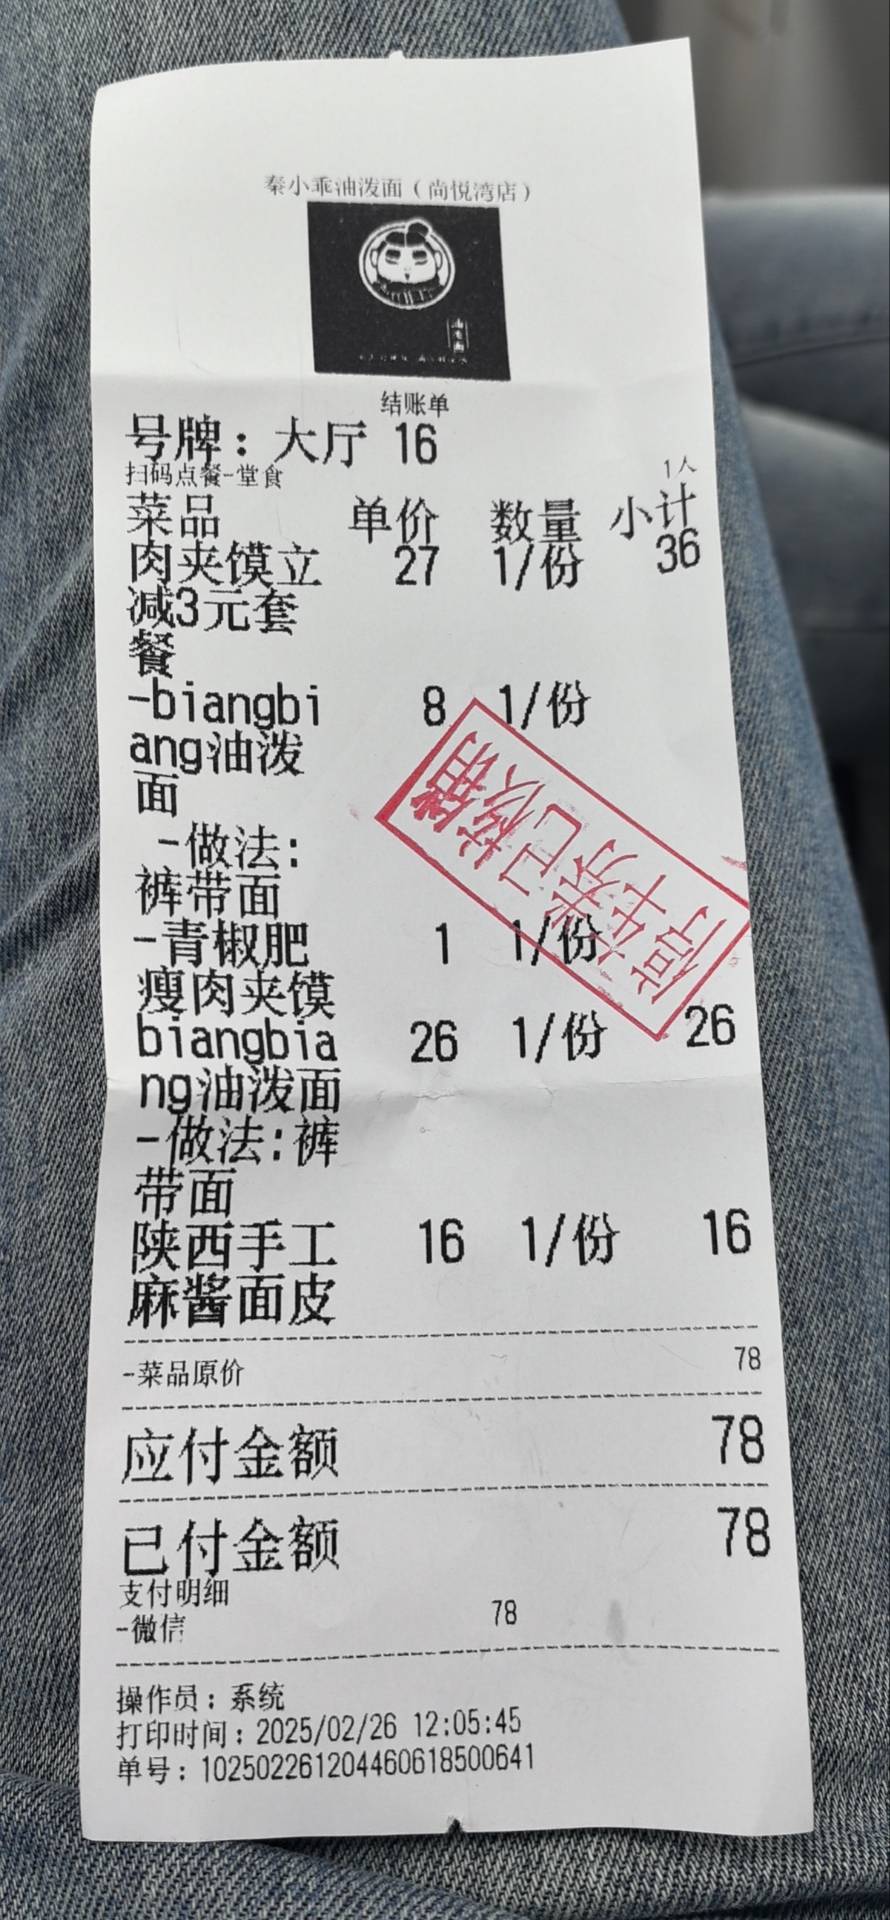 秦小乖油泼面（尚悦湾店）
结账单
号牌：大厅 16
扫码点餐-堂食 1人
菜品 单价 数量 小计
肉夹馍立 27 1/份 36
减3元套
餐
-biangbi 8 1/份
ang油泼
面
-做法:
裤带面
-青椒肥 1 1/份
瘦肉夹馍
biangbia 26 1/份 26
ng油泼面
-做法:裤
带面
陕西手工 16 1/份 16
麻酱面皮
-菜品原价 78
应付金额 78
已付金额 78
支付明细
-微信 78
操作员：系统
打印时间：2025/02/26 12:05:45
单号：102502261204460618500641
停车券已核销